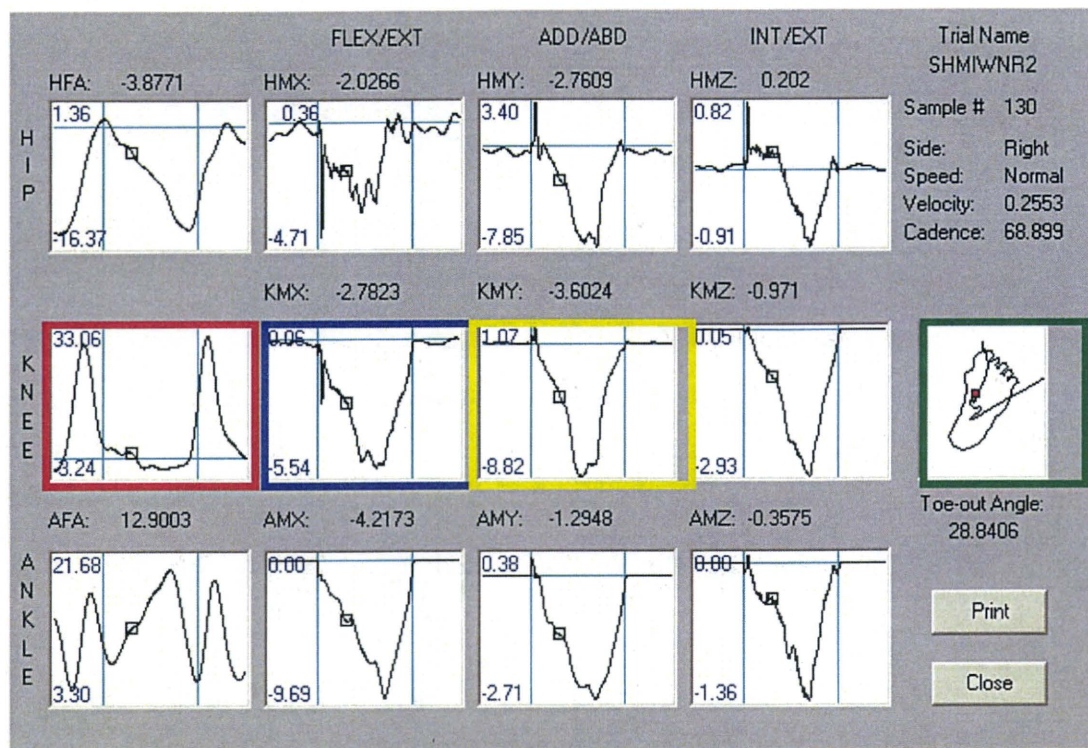 FLEX/EXT ADD/ABD INT/EXT Trial Name
SHMIWNR2
HFA: -3.8771 HMX: -2.0266 HMY: -2.7609 HMZ: 0.202
Sample # 130
Side: Right
Speed: Normal
Velocity: 0.2553
Cadence: 68.899
HIP
1.36 0.36 3.40 0.82
-16.37 -4.71 -7.85 -0.91
KMX: -2.7823 KMY: -3.6024 KMZ: -0.971
KNEE
33.06 0.06 1.07 0.05
-3.24 -5.54 -8.82 -2.93
Toe-out Angle:
28.8406
AFA: 12.9003 AMX: -4.2173 AMY: -1.2948 AMZ: -0.3575
ANKLE
21.68 0.00 0.38 0.00
3.30 -9.69 -2.71 -1.36
Print
Close